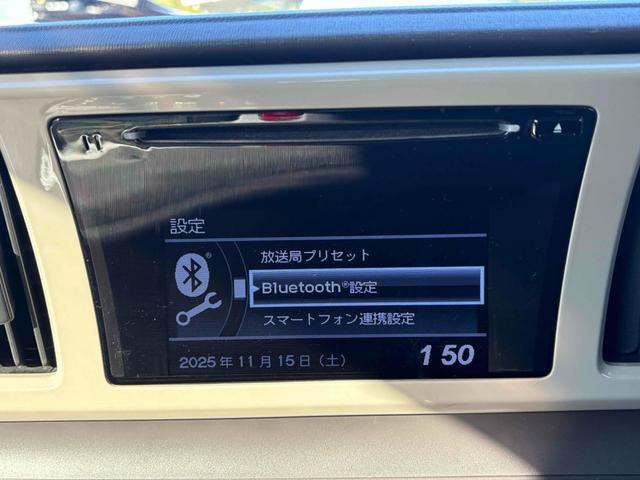 設定
放送局プリセット
Bluetooth®設定
スマートフォン連携設定
2025年11月15日（土）
1 50